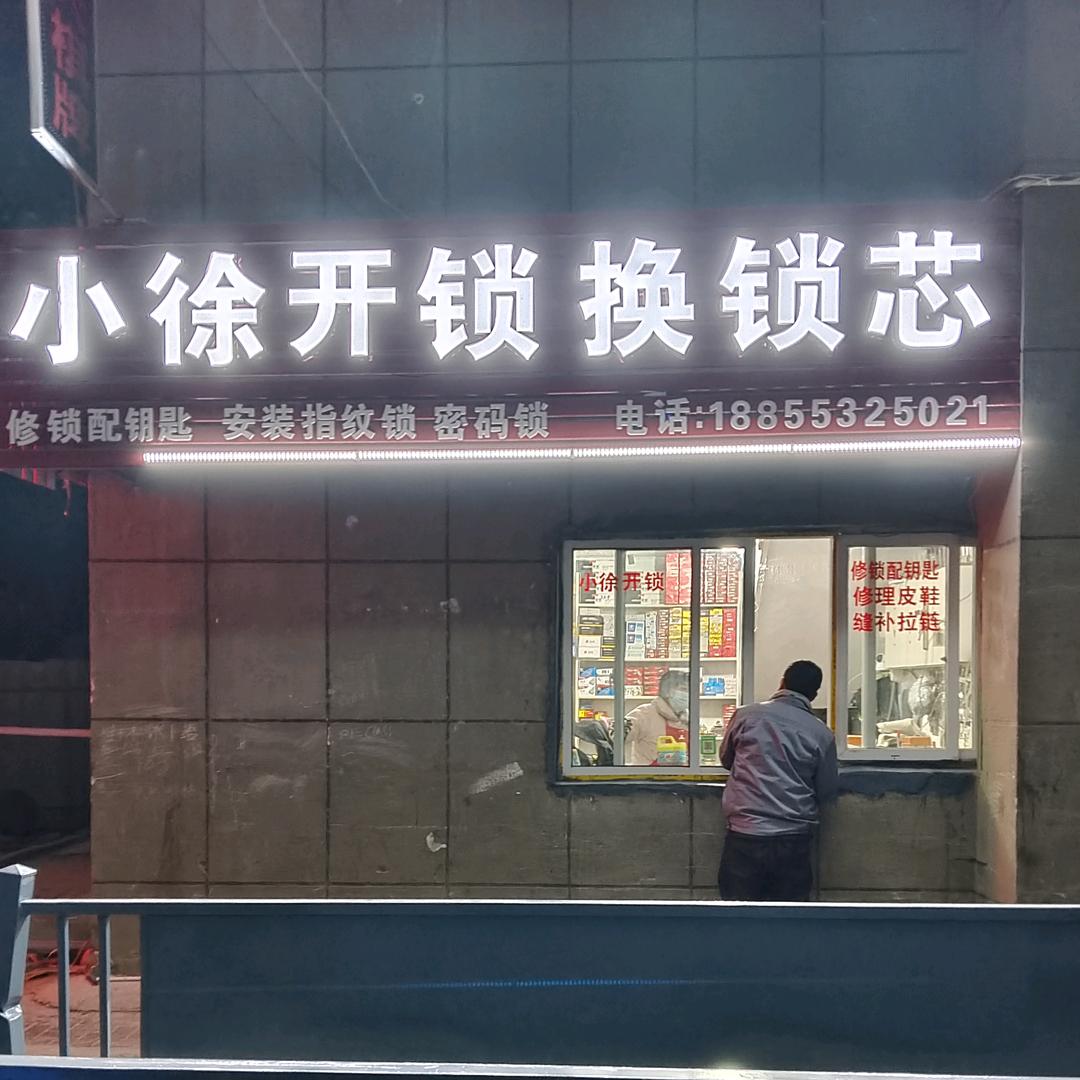 小徐开锁 换锁芯
修锁配钥匙 安装指纹锁 密码锁 电话:18855325021
小徐开锁
修锁配钥匙
修理皮鞋
缝补拉链